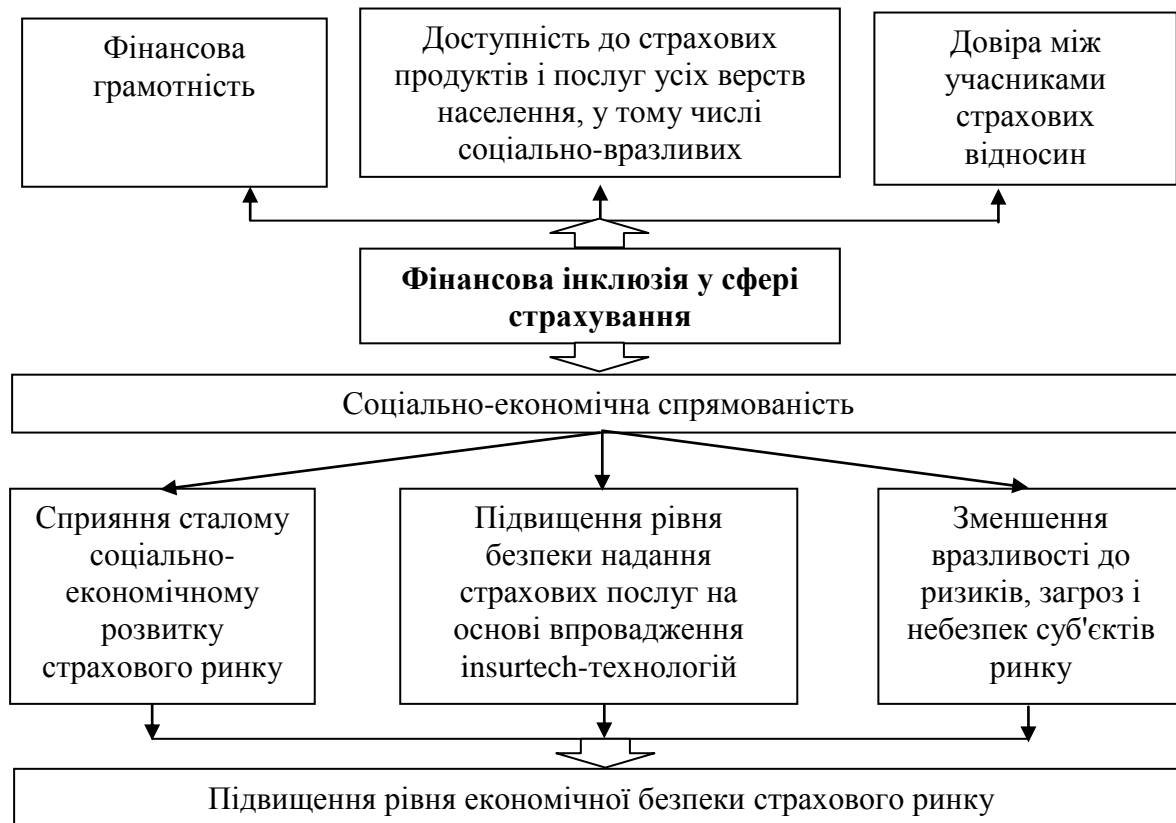 Фінансова
грамотність
Доступність до страхових
продуктів і послуг усіх верств
населення, у тому числі
соціально-вразливих
Довіра між
учасниками
страхових
відносин
Фінансова інклюзія у сфері
страхування
Соціально-економічна спрямованість
Сприяння сталому
соціально-
економічному
розвитку
страхового ринку
Підвищення рівня
безпеки надання
страхових послуг на
основі впровадження
insurtech-технологій
Зменшення
вразливості до
ризиків, загроз і
небезпек суб'єктів
ринку
Підвищення рівня економічної безпеки страхового ринку